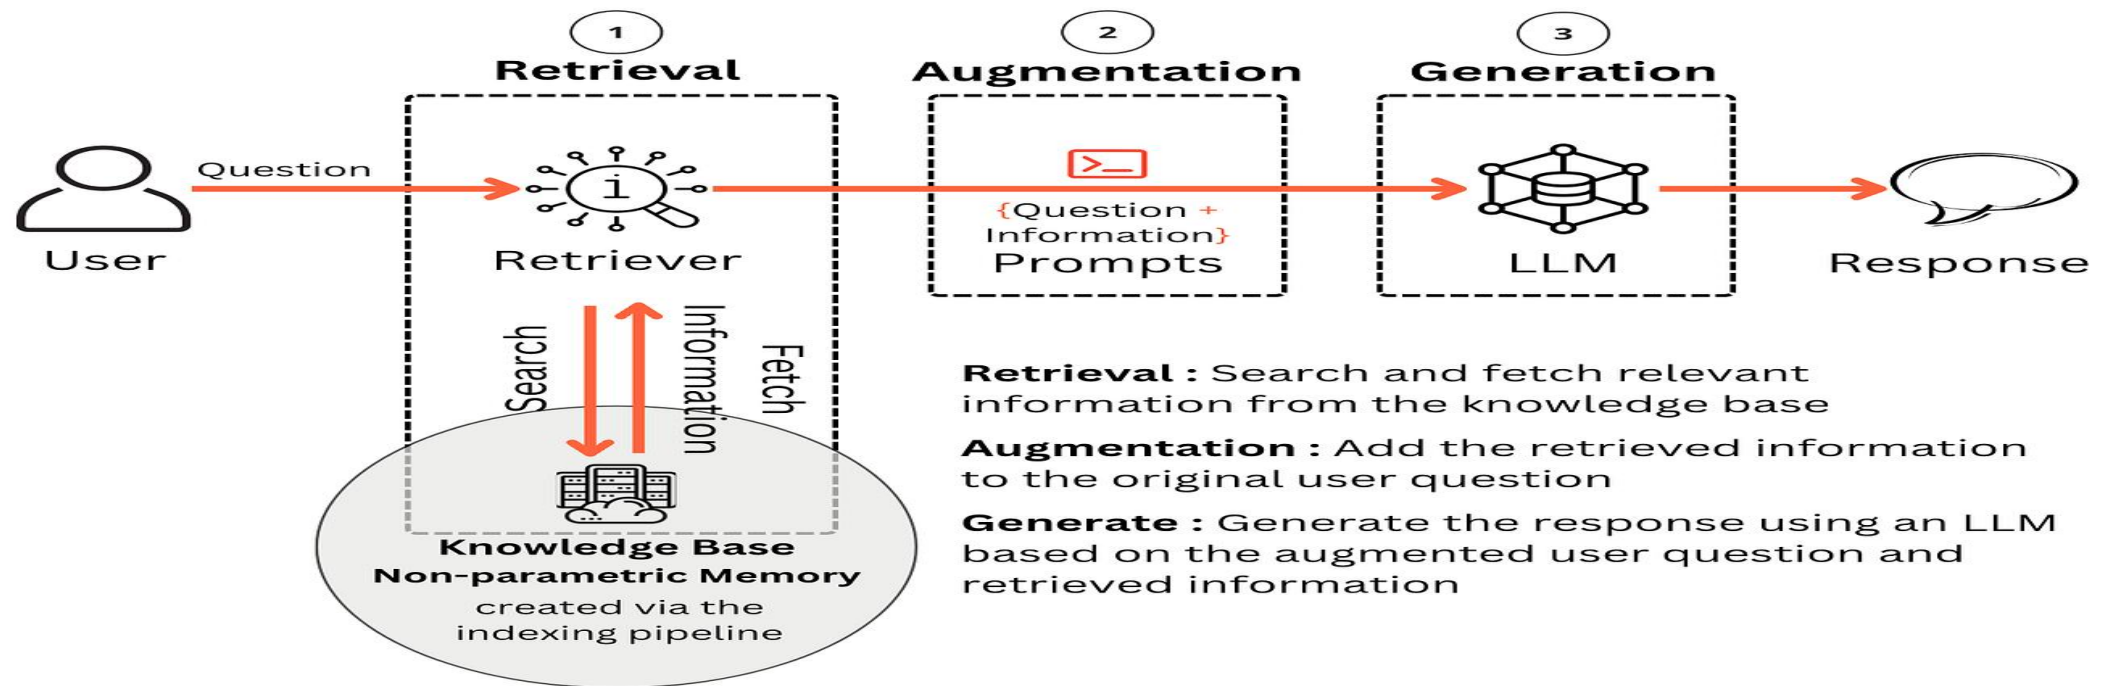 1
Retrieval
2
Augmentation
3
Generation
Question
User
Retriever
{Question +
Information}
Prompts
LLM
Response
Search
Fetch
Information
Knowledge Base
Non-parametric Memory
created via the
indexing pipeline
Retrieval : Search and fetch relevant
information from the knowledge base
Augmentation : Add the retrieved information
to the original user question
Generate : Generate the response using an LLM
based on the augmented user question and
retrieved information